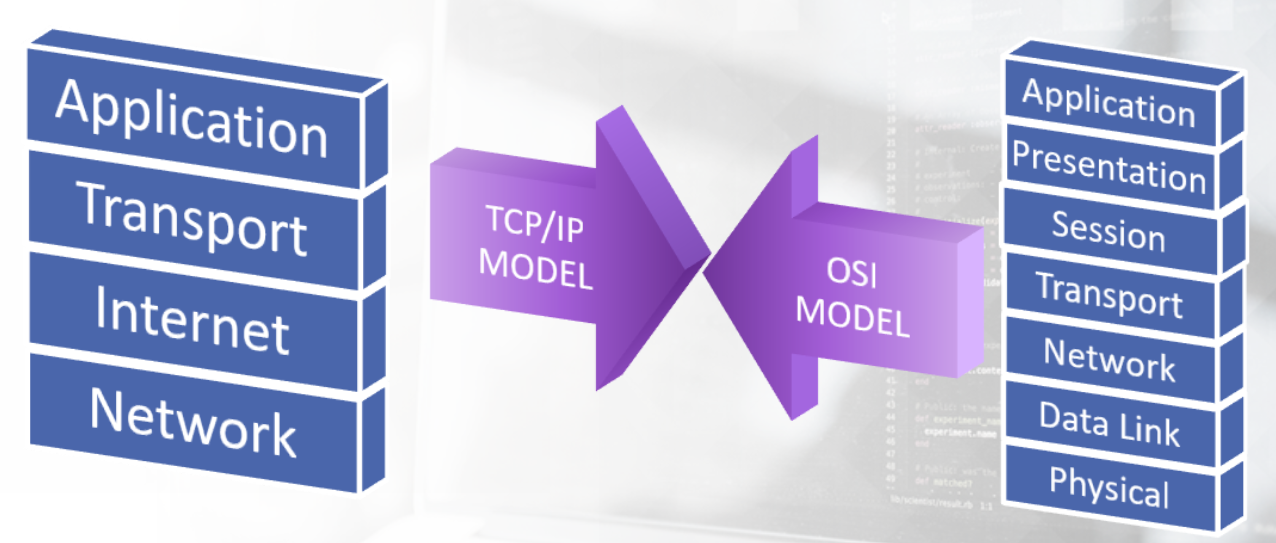 Application
Transport
Internet
Network
TCP/IP
MODEL
OSI
MODEL
Application
Presentation
Session
Transport
Network
Data Link
Physical